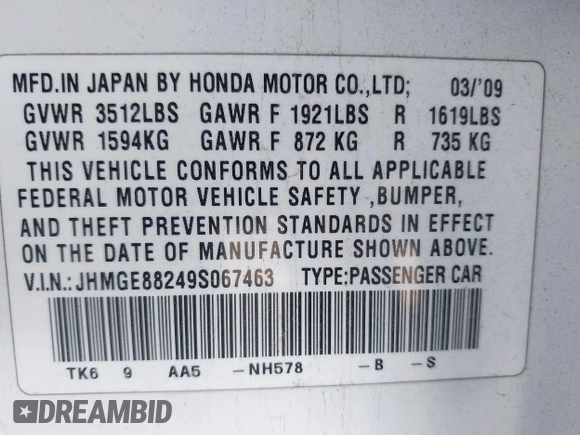 MFD.IN JAPAN BY HONDA MOTOR CO.,LTD; 03/'09
GVWR 3512LBS GAWR F 1921LBS R 1619LBS
GVWR 1594KG GAWR F 872 KG R 735 KG
THIS VEHICLE CONFORMS TO ALL APPLICABLE
FEDERAL MOTOR VEHICLE SAFETY ,BUMPER,
AND THEFT PREVENTION STANDARDS IN EFFECT
ON THE DATE OF MANUFACTURE SHOWN ABOVE.
V.I.N.:JHMGE88249S067463 TYPE:PASSENGER CAR
TK6 9 AA5 -NH578 -B -S
DREAMBID